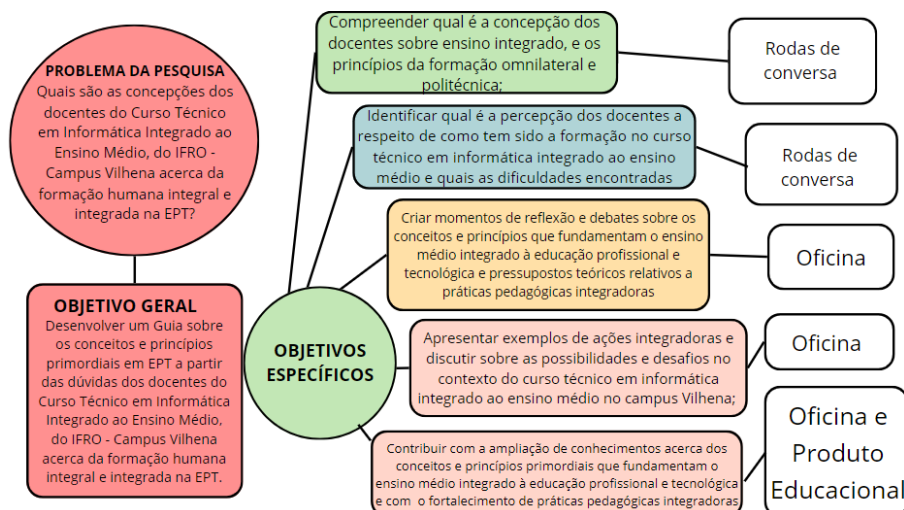 PROBLEMA DA PESQUISA
Quais são as concepções dos
docentes do Curso Técnico
em Informática Integrado ao
Ensino Médio, do IFRO -
Campus Vilhena acerca da
formação humana integral e
integrada na EPT?
OBJETIVO GERAL
Desenvolver um Guia sobre
os conceitos e princípios
primordiais em EPT a partir
das dúvidas dos docentes do
Curso Técnico em Informática
Integrado ao Ensino Médio,
do IFRO - Campus Vilhena
acerca da formação humana
integral e integrada na EPT.
OBJETIVOS
ESPECÍFICOS
Compreender qual é a concepção dos
docentes sobre ensino integrado, e os
princípios da formação omnilateral e
politécnica;
Rodas de
conversa
Identificar qual é a percepção dos docentes a
respeito de como tem sido a formação no curso
técnico em informática integrado ao ensino
médio e quais as dificuldades encontradas
Rodas de
conversa
Criar momentos de reflexão e debates sobre os
conceitos e princípios que fundamentam o ensino
médio integrado à educação profissional e
tecnológica e pressupostos teóricos relativos a
práticas pedagógicas integradoras
Oficina
Apresentar exemplos de ações integradoras e
discutir sobre as possibilidades e desafios no
contexto do curso técnico em informática
integrado ao ensino médio no campus Vilhena;
Oficina
Contribuir com a ampliação de conhecimentos acerca dos
conceitos e princípios primordiais que fundamentam o
ensino médio integrado à educação profissional e tecnológica
e com o fortalecimento de práticas pedagógicas integradoras
Oficina e
Produto
Educacional